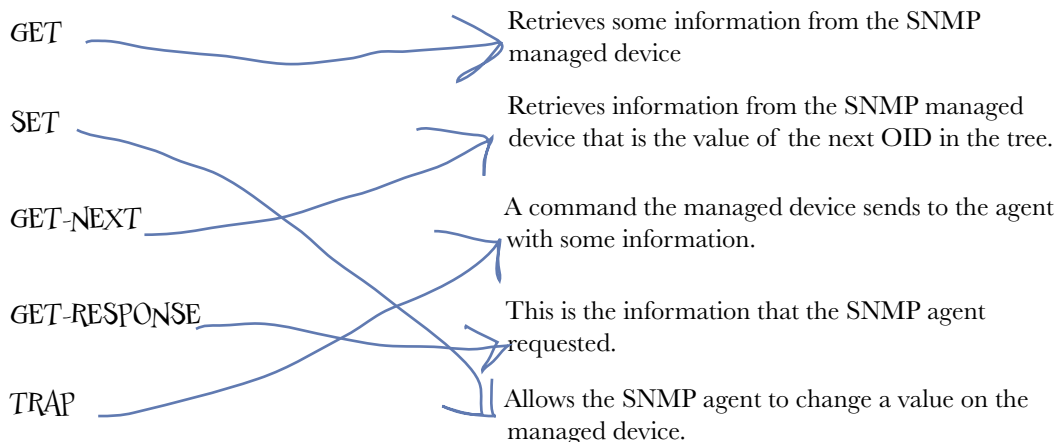 GET
Retrieves some information from the SNMP
managed device
SET
Retrieves information from the SNMP managed
device that is the value of the next OID in the tree.
GET-NEXT
A command the managed device sends to the agent
with some information.
GET-RESPONSE
This is the information that the SNMP agent
requested.
TRAP
Allows the SNMP agent to change a value on the
managed device.